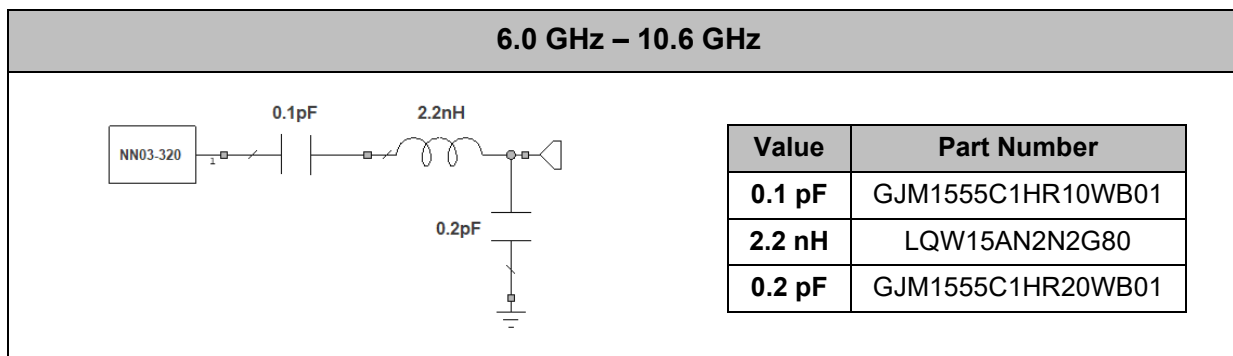 6.0 GHz – 10.6 GHz
0.1pF
2.2nH
NN03-320
1
0.2pF
Value Part Number
0.1 pF GJM1555C1HR10WB01
2.2 nH LQW15AN2N2G80
0.2 pF GJM1555C1HR20WB01